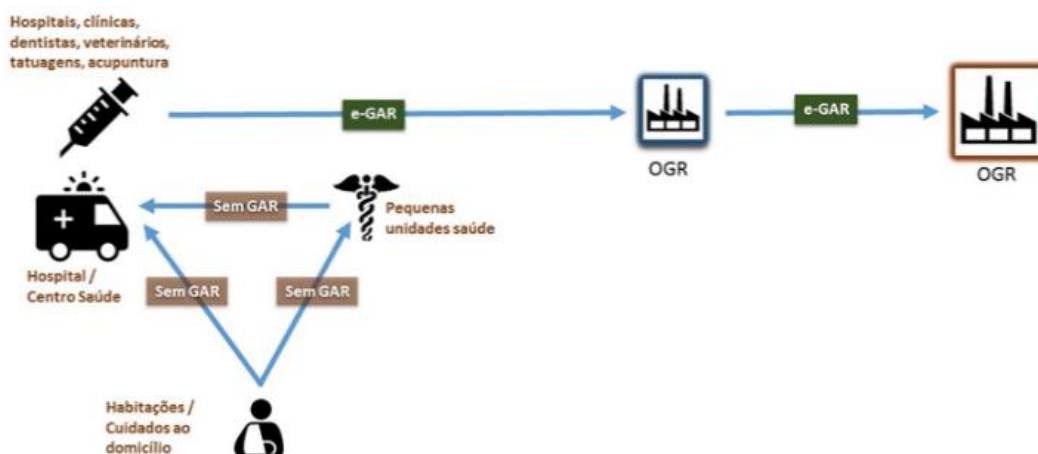 Hospitais, clínicas,
dentistas, veterinários,
tatuagens, acupuntura
e-GAR
e-GAR
OGR
OGR
Sem GAR
Pequenas
unidades saúde
Hospital /
Centro Saúde
Sem GAR
Sem GAR
Habitações /
Cuidados ao
domicílio